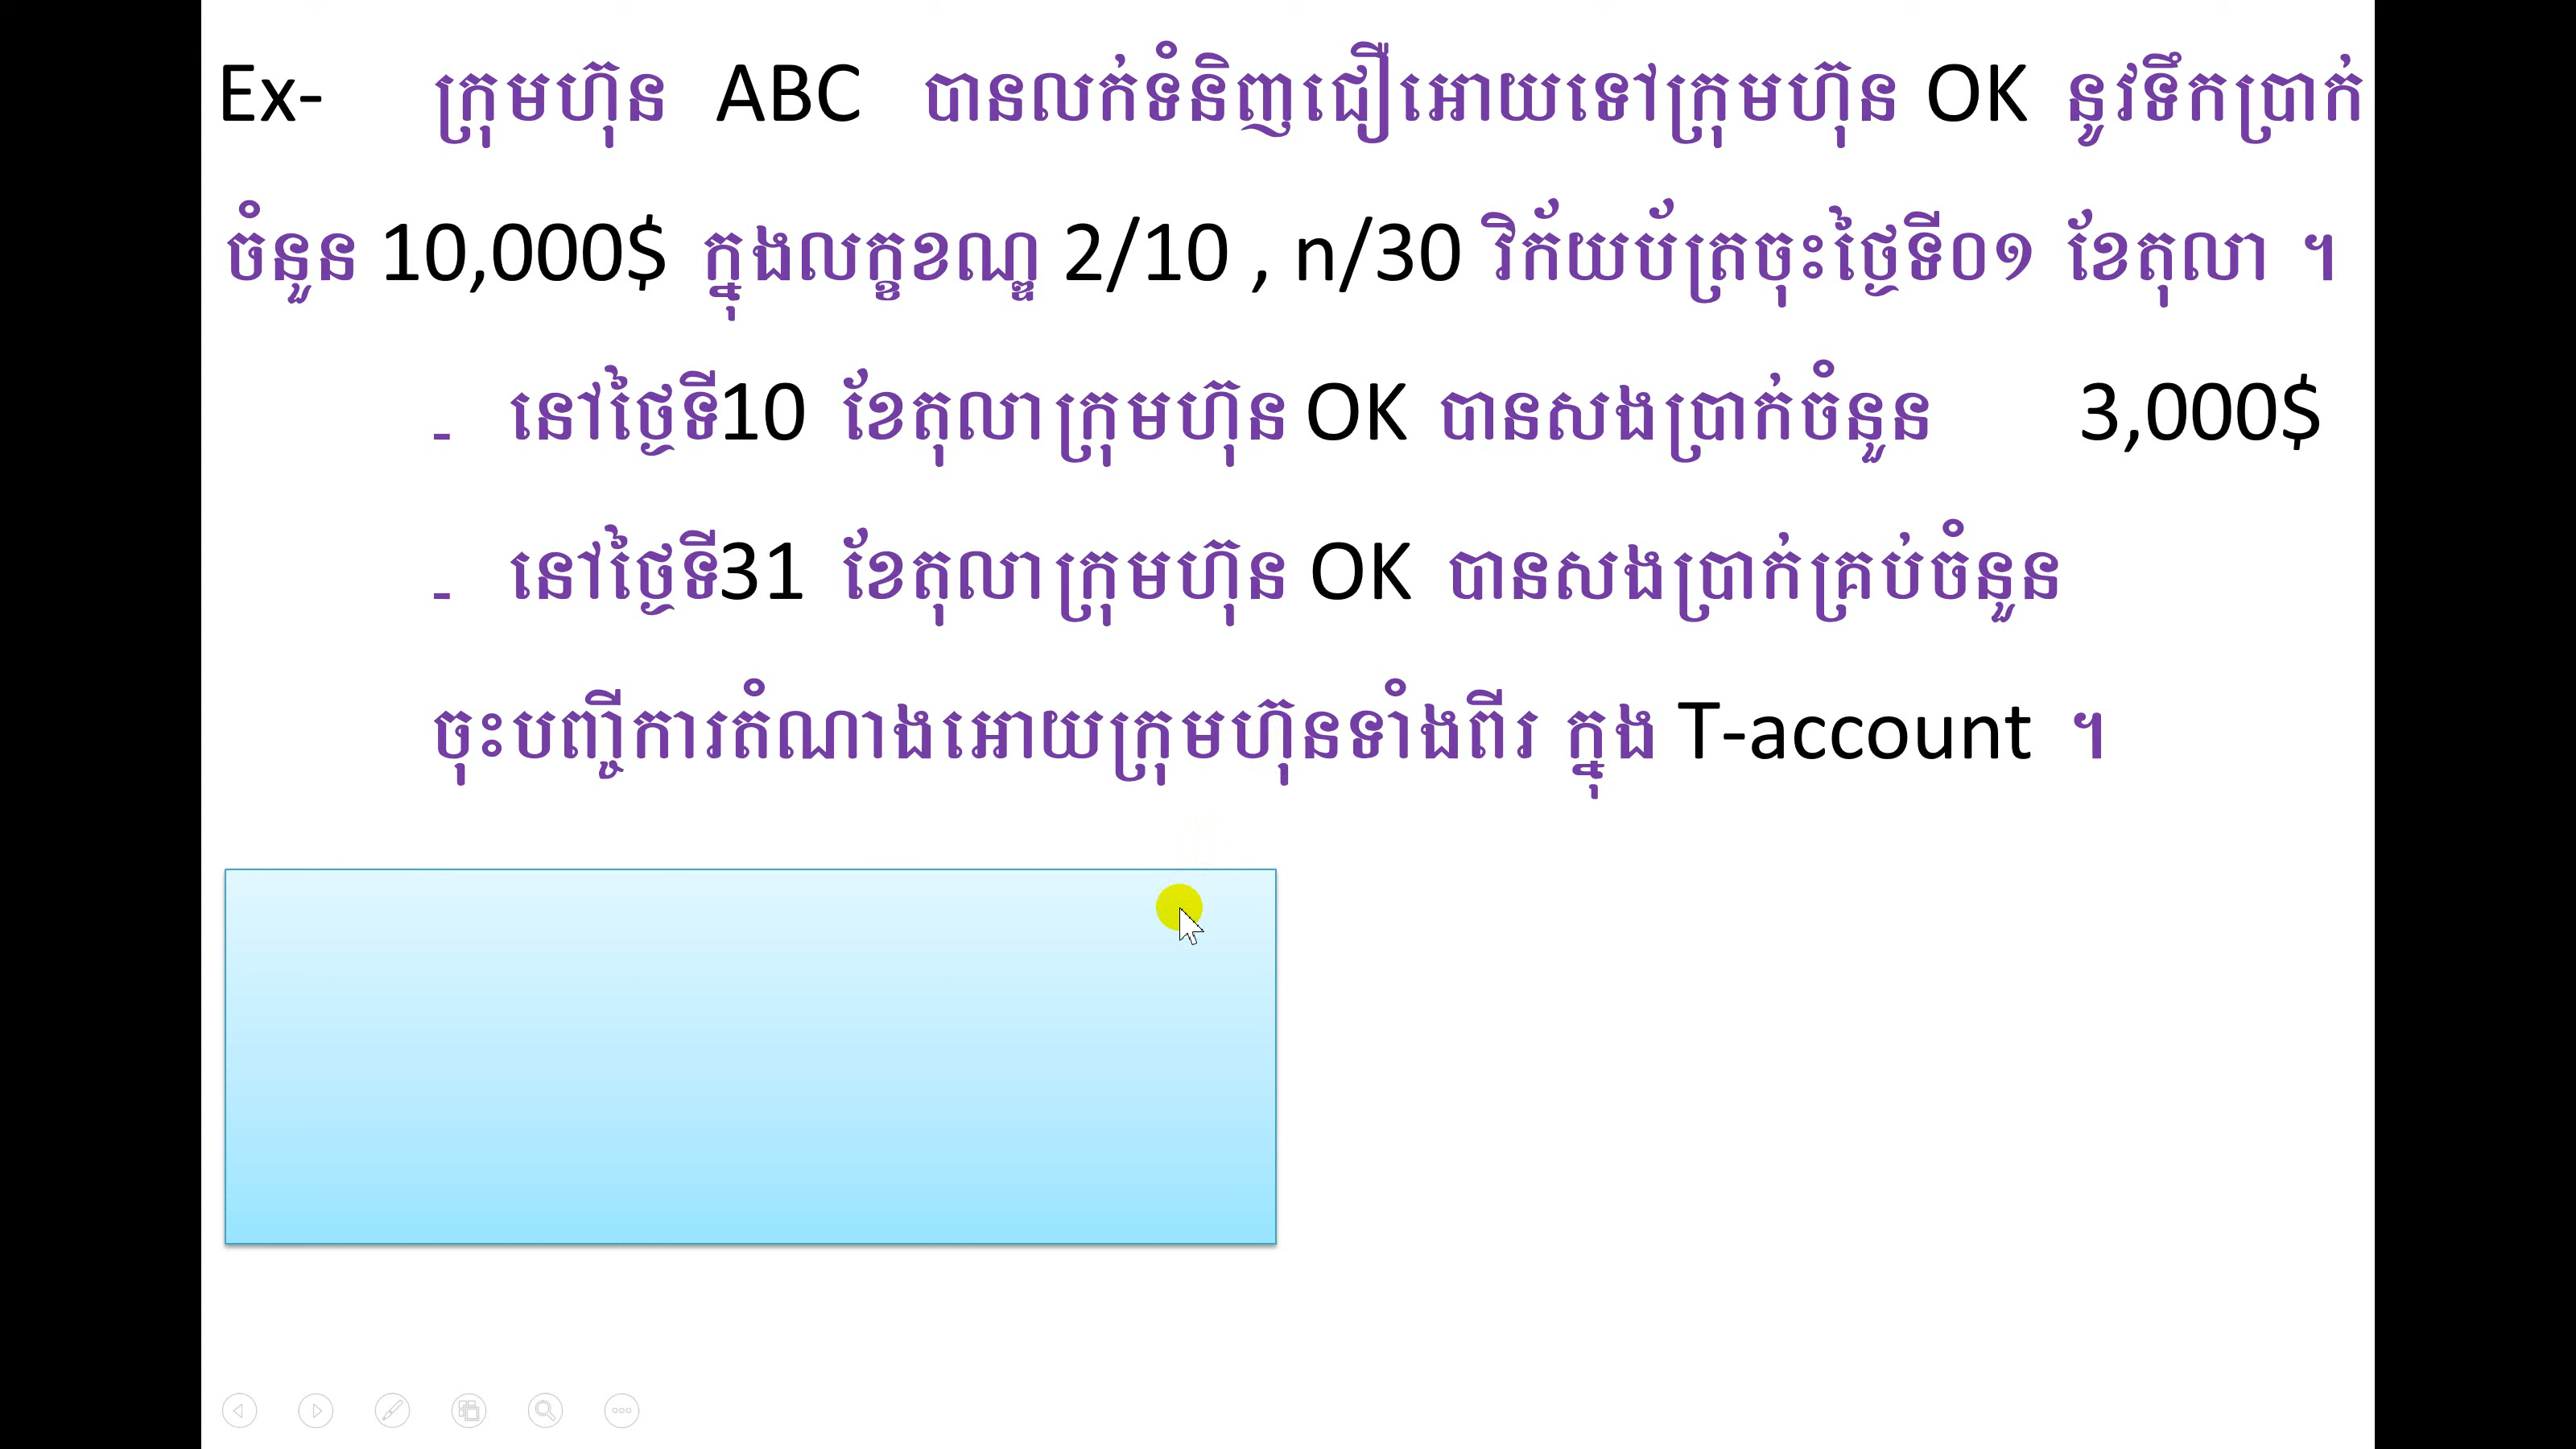 Ex- ក្រុមហ៊ុន ABC បានលក់ទំនិញជឿអោយទៅក្រុមហ៊ុន OK នូវទឹកប្រាក់
ចំនួន 10,000$ ក្នុងលក្ខខណ្ឌ 2/10 , n/30 វិក័យប័ត្រចុះថ្ងៃទី០១ ខែតុលា ។
- នៅថ្ងៃទី10 ខែតុលាក្រុមហ៊ុន OK បានសងប្រាក់ចំនួន 3,000$
- នៅថ្ងៃទី31 ខែតុលាក្រុមហ៊ុន OK បានសងប្រាក់គ្រប់ចំនួន
ចុះបញ្ជីការតំណាងអោយក្រុមហ៊ុនទាំងពីរ ក្នុង T-account ។